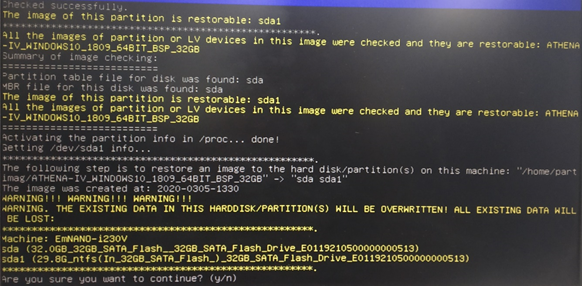 Checked successfully.
The image of this partition is restorable: sda1
****************************************************.
All the images of partition or LV devices in this image were checked and they are restorable: ATHENA
-IV_WINDOWS10_1809_64BIT_BSP_32GB
Summary of image checking:
==========================
Partition table file for disk was found: sda
MBR file for this disk was found: sda
The image of this partition is restorable: sda1
All the images of partition or LV devices in this image were checked and they are restorable: ATHENA
-IV_WINDOWS10_1809_64BIT_BSP_32GB
==========================
Activating the partition info in /proc... done!
Getting /dev/sda1 info...
****************************************************.
The following step is to restore an image to the hard disk/partition(s) on this machine: "/home/part
imag/ATHENA-IV_WINDOWS10_1809_64BIT_BSP_32GB" -> "sda sda1"
The image was created at: 2020-0305-1330
WARNING!!! WARNING!!! WARNING!!!
WARNING. THE EXISTING DATA IN THIS HARDDISK/PARTITION(S) WILL BE OVERWRITTEN! ALL EXISTING DATA WILL
BE LOST:
****************************************************.
Machine: EmNANO-i230V
sda (32.0GB_32GB_SATA_Flash__32GB_SATA_Flash_Drive_E0119210500000000513)
sda1 (29.8G_ntfs(In_32GB_SATA_Flash_)_32GB_SATA_Flash_Drive_E0119210500000000513)
****************************************************.
Are you sure you want to continue? (y/n)